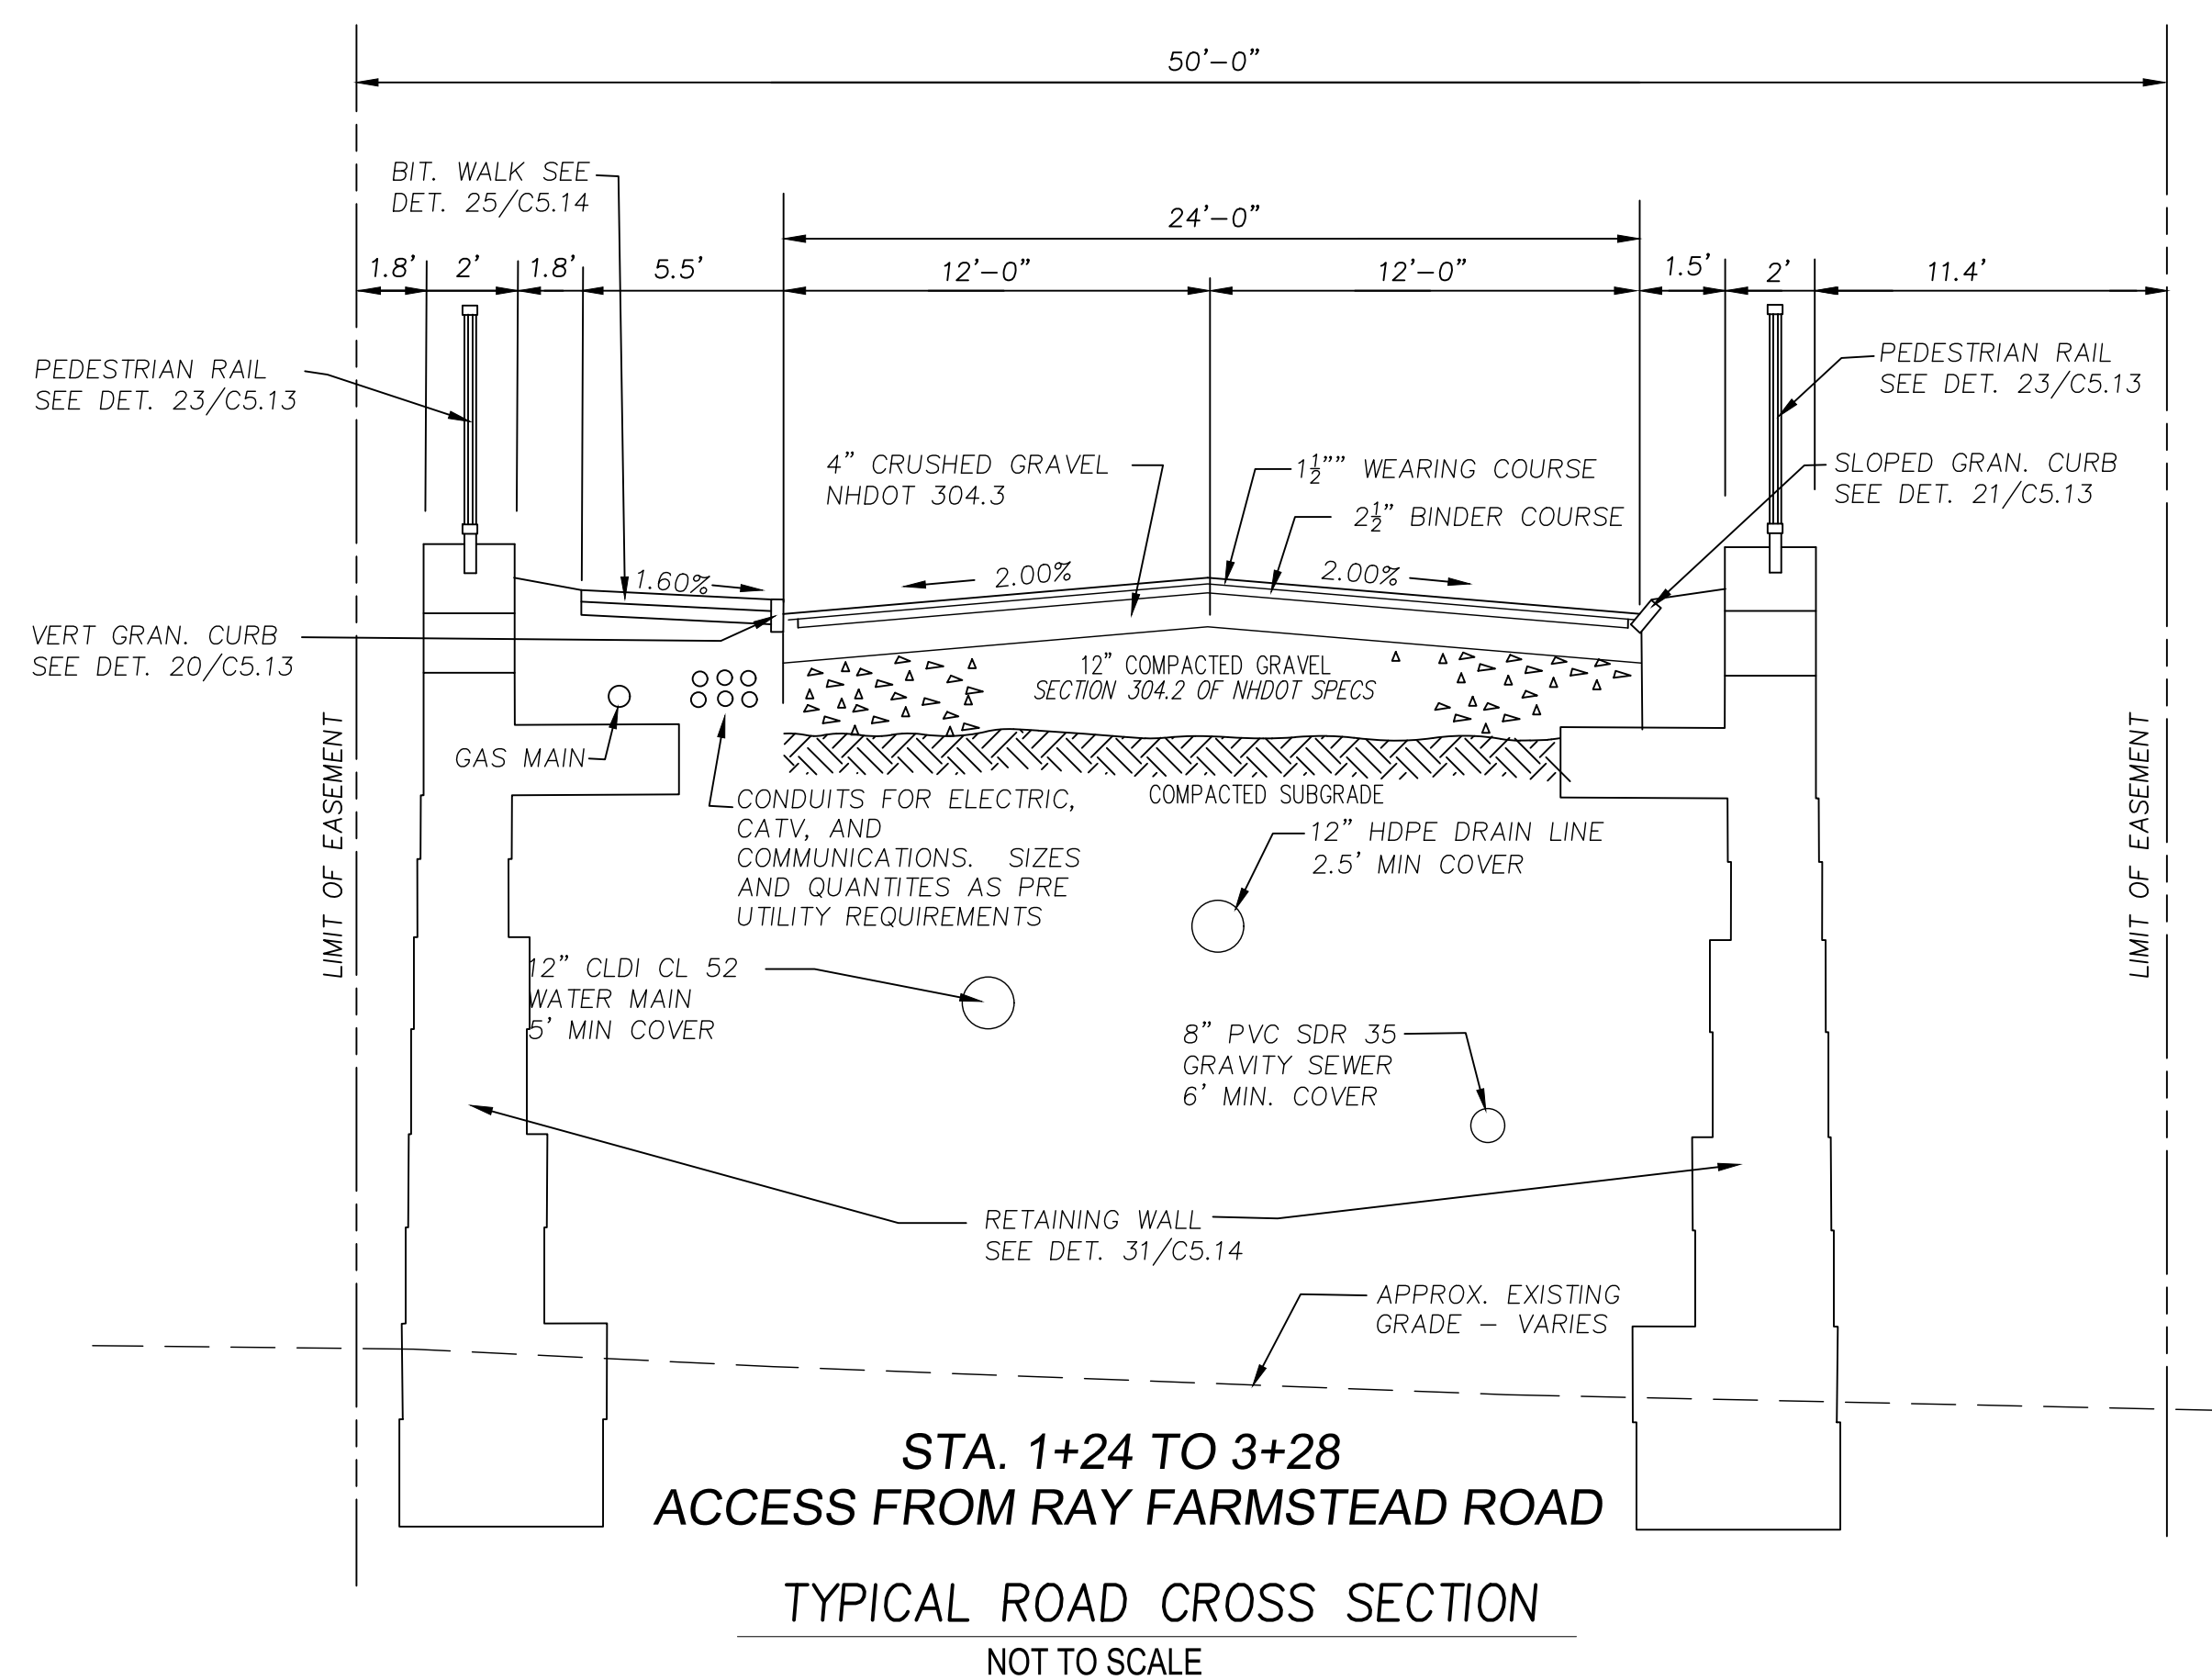 50'-0"
BIT. WALK SEE
DET. 25/C5.14
24'-0"
1.8' 2' 1.8' 5.5' 12'-0" 12'-0" 1.5' 2' 11.4'
PEDESTRIAN RAIL
SEE DET. 23/C5.13
PEDESTRIAN RAIL
SEE DET. 23/C5.13
4" CRUSHED GRAVEL
NHDOT 304.3
1½"" WEARING COURSE
2½" BINDER COURSE
SLOPED GRAN. CURB
SEE DET. 21/C5.13
1.60%
2.00%
2.00%
VERT GRAN. CURB
SEE DET. 20/C5.13
12" COMPACTED GRAVEL
SECTION 304.2 OF NHDOT SPECS
GAS MAIN
LIMIT OF EASEMENT
LIMIT OF EASEMENT
COMPACTED SUBGRADE
CONDUITS FOR ELECTRIC,
CATV, AND
COMMUNICATIONS. SIZES
AND QUANTITES AS PRE
UTILITY REQUIREMENTS
12" HDPE DRAIN LINE
2.5' MIN COVER
12" CLDI CL 52
WATER MAIN
5' MIN COVER
8" PVC SDR 35
GRAVITY SEWER
6' MIN. COVER
RETAINING WALL
SEE DET. 31/C5.14
APPROX. EXISTING
GRADE - VARIES
STA. 1+24 TO 3+28
ACCESS FROM RAY FARMSTEAD ROAD
TYPICAL ROAD CROSS SECTION
NOT TO SCALE